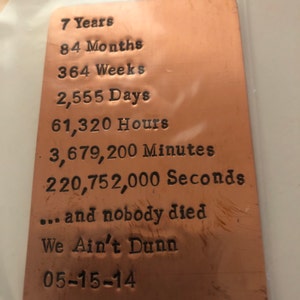 7 Years
84 Months
364 Weeks
2,555 Days
61,320 Hours
3,679,200 Minutes
220,752,000 Seconds
...and nobody died
We Ain't Dunn
05-15-14